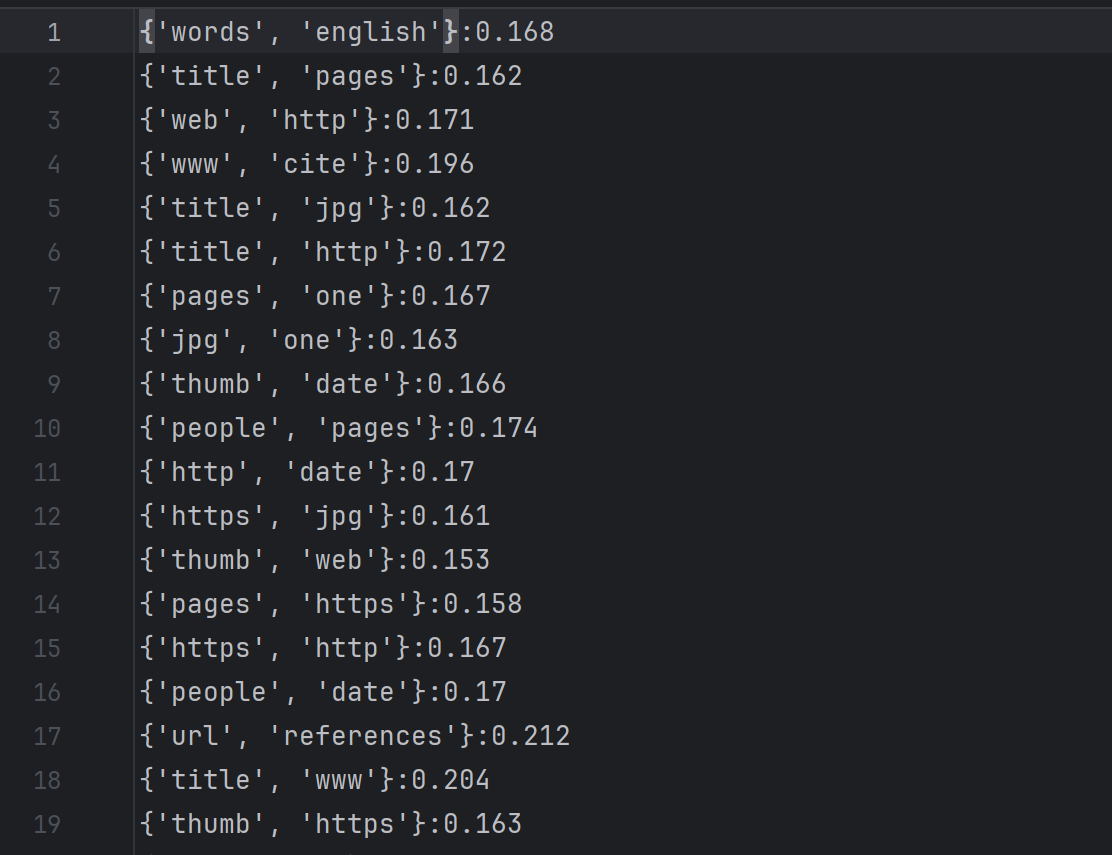 1 {'words', 'english'}:0.168
2 {'title', 'pages'}:0.162
3 {'web', 'http'}:0.171
4 {'www', 'cite'}:0.196
5 {'title', 'jpg'}:0.162
6 {'title', 'http'}:0.172
7 {'pages', 'one'}:0.167
8 {'jpg', 'one'}:0.163
9 {'thumb', 'date'}:0.166
10 {'people', 'pages'}:0.174
11 {'http', 'date'}:0.17
12 {'https', 'jpg'}:0.161
13 {'thumb', 'web'}:0.153
14 {'pages', 'https'}:0.158
15 {'https', 'http'}:0.167
16 {'people', 'date'}:0.17
17 {'url', 'references'}:0.212
18 {'title', 'www'}:0.204
19 {'thumb', 'https'}:0.163